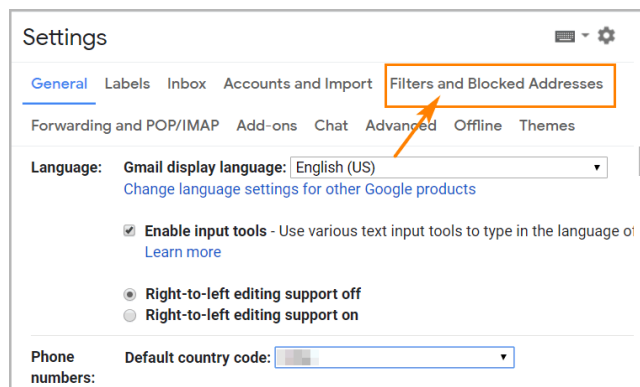 Settings
General Labels Inbox Accounts and Import Filters and Blocked Addresses
Forwarding and POP/IMAP Add-ons Chat Advanced Offline Themes
Language: Gmail display language: English (US)
Change language settings for other Google products
Enable input tools - Use various text input tools to type in the language
Learn more
Right-to-left editing support off
Right-to-left editing support on
Phone Default country code:
numbers: